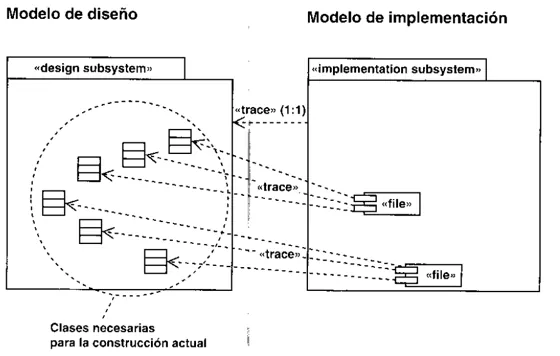 Modelo de diseño
Modelo de implementación
«design subsystem»
«implementation subsystem»
«trace» (1:1)
«trace»
«file»
«trace»
«file»
Clases necesarias
para la construcción actual